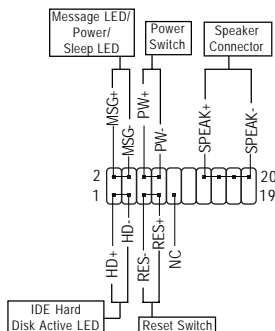 Message LED/
Power/
Sleep LED
Power
Switch
Speaker
Connector
MSG+
MSG-
PW+
PW-
SPEAK+
SPEAK-
2
20
1
19
HD+
HD-
RES-
RES+
NC
IDE Hard
Disk Active LED
Reset Switch